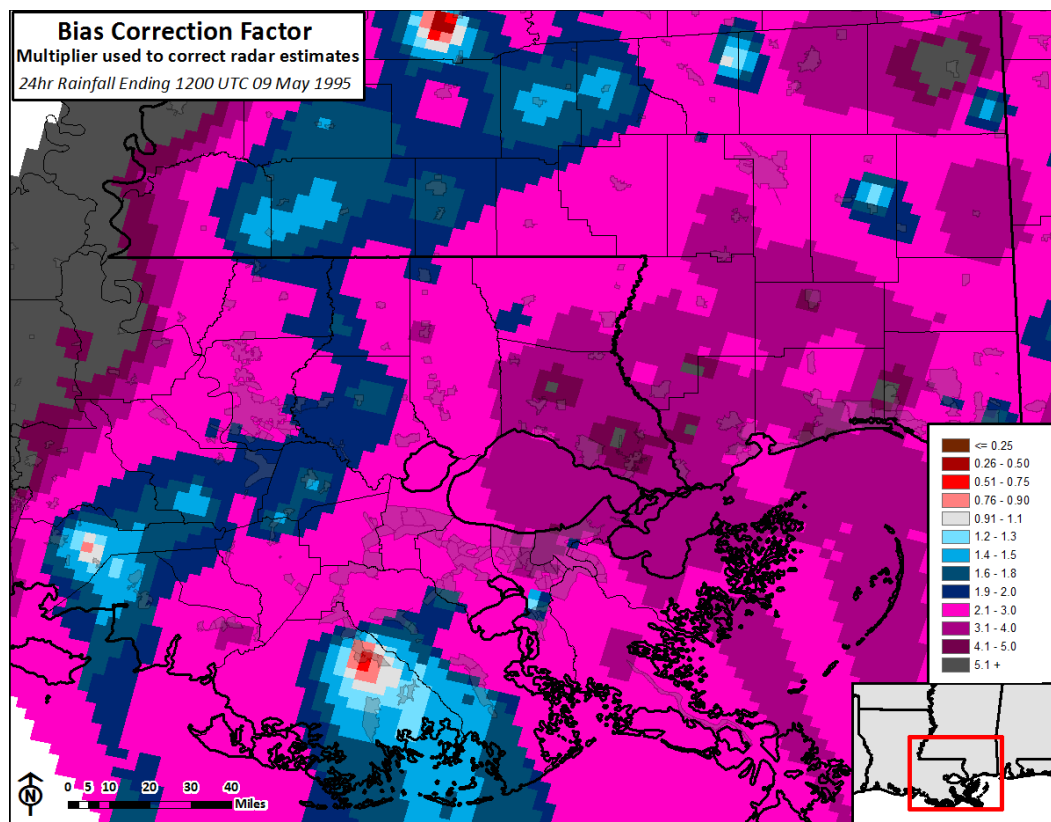 Bias Correction Factor
Multiplier used to correct radar estimates
24hr Rainfall Ending 1200 UTC 09 May 1995
<= 0.25
0.26 - 0.50
0.51 - 0.75
0.76 - 0.90
0.91 - 1.1
1.2 - 1.3
1.4 - 1.5
1.6 - 1.8
1.9 - 2.0
2.1 - 3.0
3.1 - 4.0
4.1 - 5.0
5.1 +
N
0 5 10 20 30 40
Miles